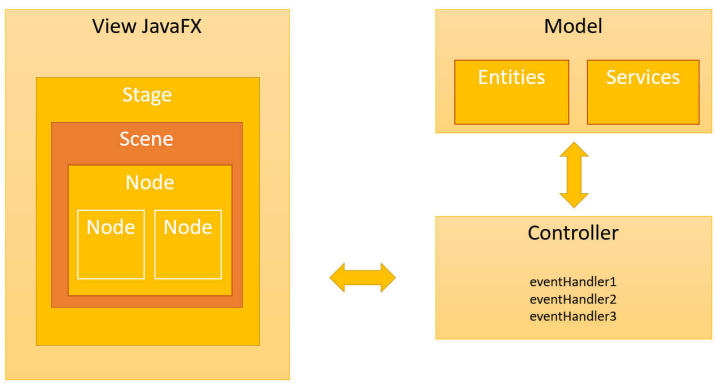 View JavaFX
Stage
Scene
Node
Node
Node
Model
Entities
Services
Controller
eventHandler1
eventHandler2
eventHandler3